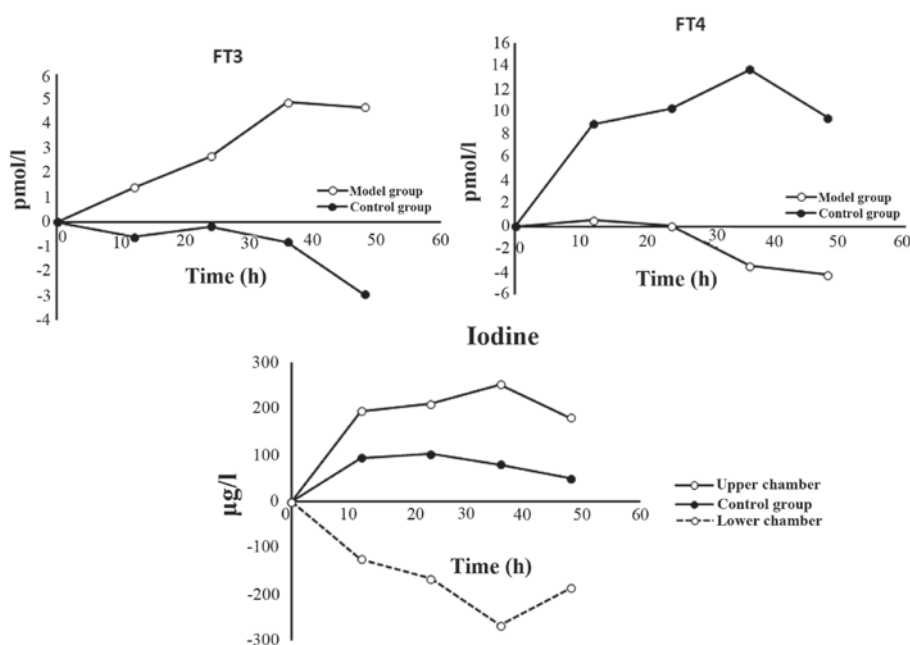 FT3
6
5
4
3
2
1
0
-1
-2
-3
-4
pmol/l
0 10 20 30 40 50 60
Time (h)
Model group
Control group
FT4
16
14
12
10
8
6
4
2
0
-2
-4
-6
pmol/l
0 10 20 30 40 50 60
Time (h)
Model group
Control group
Iodine
300
200
100
0
-100
-200
-300
µg/l
0 10 20 30 40 50 60
Time (h)
Upper chamber
Control group
Lower chamber